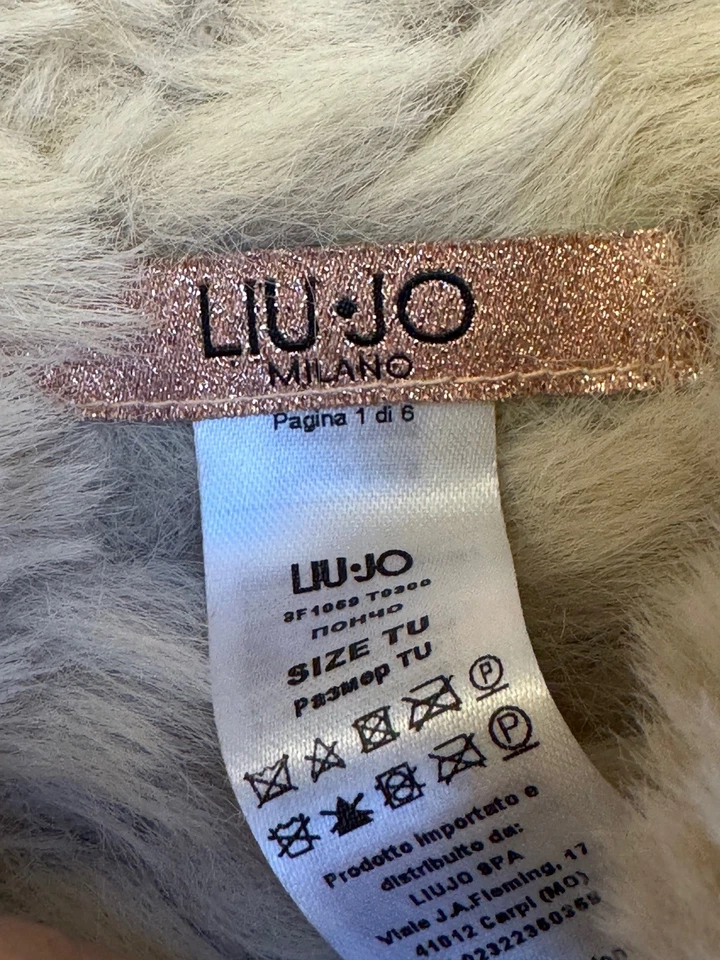 LIU·JO
MILANO
Pagina 1 di 6
LIU·JO
T0300
ПОНЧО
SIZE TU
Размер TU
P
P
Prodotto importato e
distribuito da:
LIUJO SPA
Viale J.A.Fleming, 17
41012 Carpi (MO)